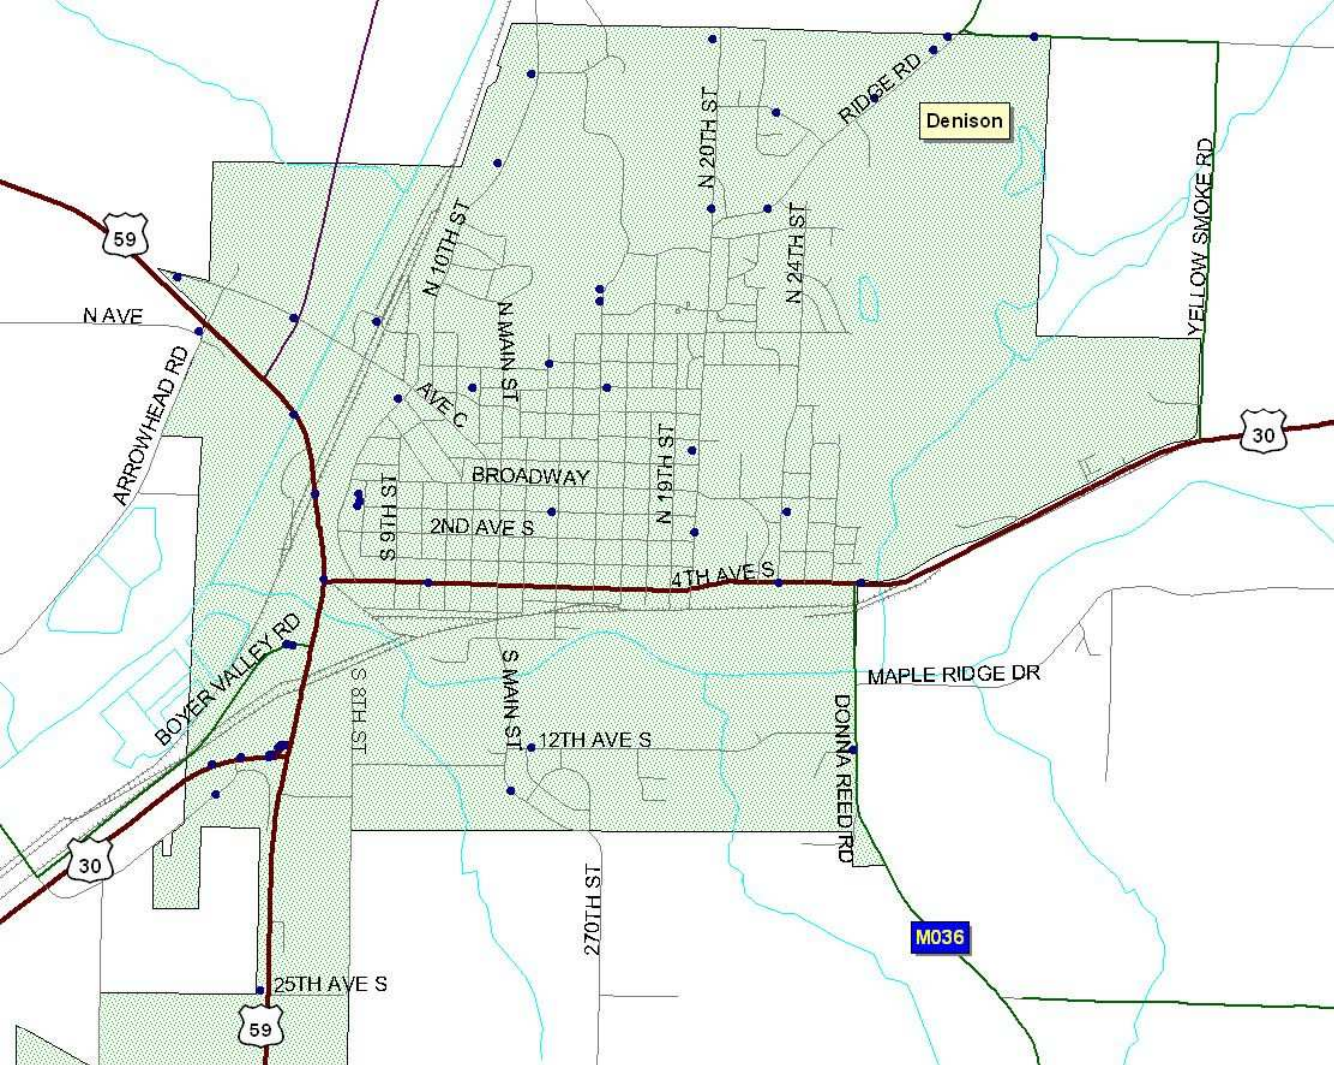 RIDGE RD
Denison
N 20TH ST
YELLOW SMOKE RD
59
N 10TH ST
N 24TH ST
N AVE
N MAIN ST
ARROWHEAD RD
AVE C
30
BROADWAY
N 19TH ST
S 9TH ST
2ND AVE S
4TH AVE S
BOYER VALLEY RD
S 8TH ST
S MAIN ST
MAPLE RIDGE DR
12TH AVE S
DONNA REED RD
30
270TH ST
M036
25TH AVE S
59